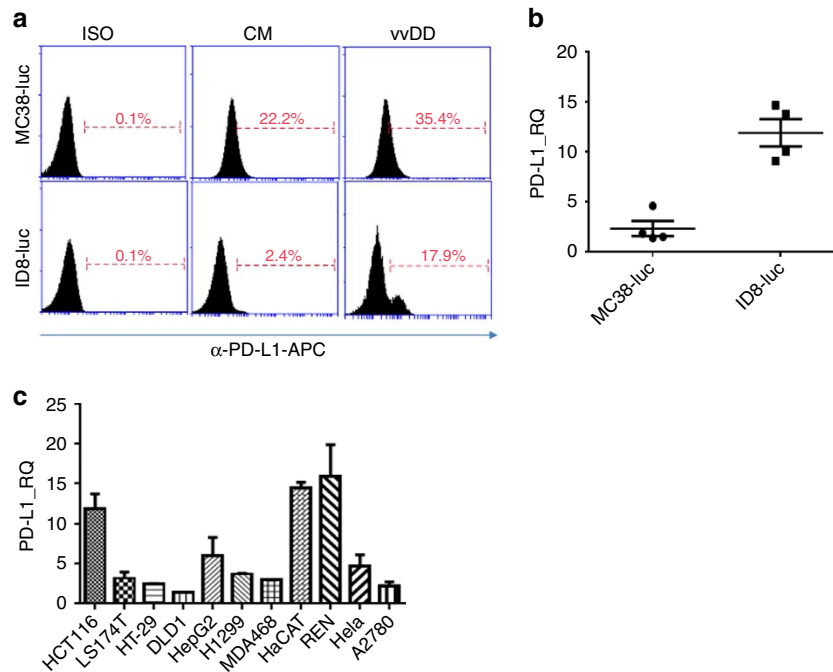 a
ISO CM vvDD
MC38-luc
0.1% 22.2% 35.4%
ID8-luc
0.1% 2.4% 17.9%
α-PD-L1-APC
b
PD-L1_RQ
20
15
10
5
0
MC38-luc ID8-luc
c
PD-L1_RQ
25
20
15
10
5
0
HCT116 LS174T HT-29 DLD1 HepG2 H1299 MDA468 HaCAT REN Hela A2780